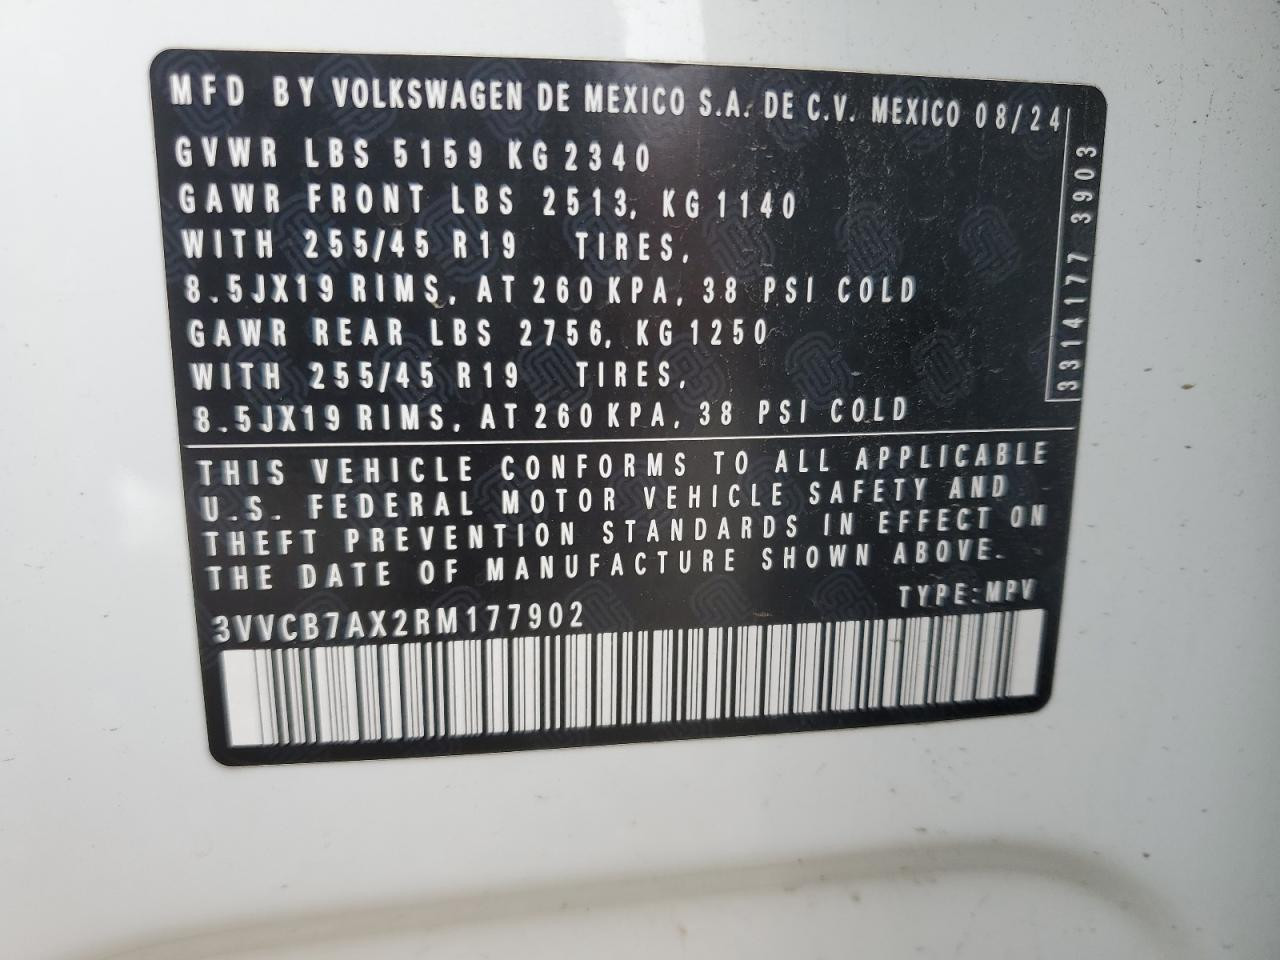 MFD BY VOLKSWAGEN DE MEXICO S.A. DE C.V. MEXICO 08/24
GVWR LBS 5159 KG 2340
GAWR FRONT LBS 2513, KG 1140
WITH 255/45 R19 TIRES,
8.5JX19 RIMS, AT 260 KPA, 38 PSI COLD
GAWR REAR LBS 2756, KG 1250
WITH 255/45 R19 TIRES,
8.5JX19 RIMS, AT 260 KPA, 38 PSI COLD
3314177 3903
THIS VEHICLE CONFORMS TO ALL APPLICABLE
U.S. FEDERAL MOTOR VEHICLE SAFETY AND
THEFT PREVENTION STANDARDS IN EFFECT ON
THE DATE OF MANUFACTURE SHOWN ABOVE.
TYPE:MPV
3VVCB7AX2RM177902